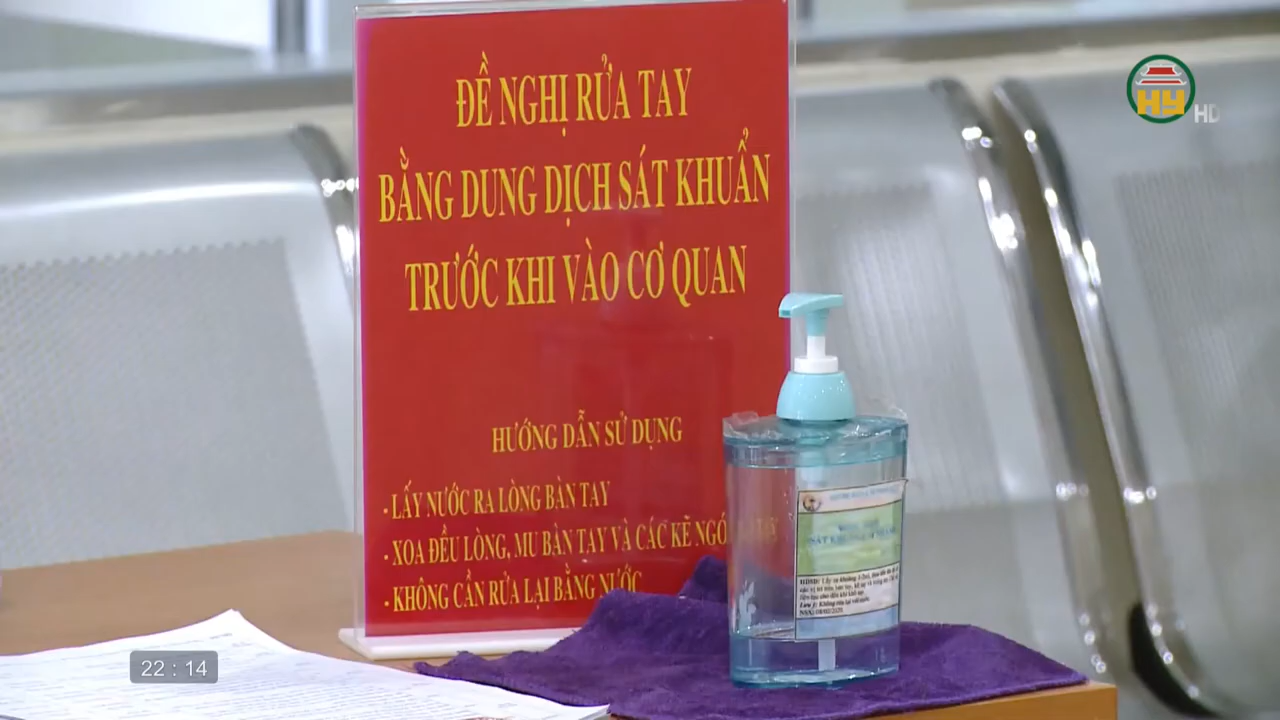 ĐỀ NGHỊ RỬA TAY
BẰNG DUNG DỊCH SÁT KHUẨN
TRƯỚC KHI VÀO CƠ QUAN
HƯỚNG DẪN SỬ DỤNG
- LẤY NƯỚC RA LÒNG BÀN TAY
- XOA ĐỀU LÒNG, MU BÀN TAY VÀ CÁC KẼ NGÓN TAY
- KHÔNG CẦN RỬA LẠI BẰNG NƯỚC
HY HD
22 : 14